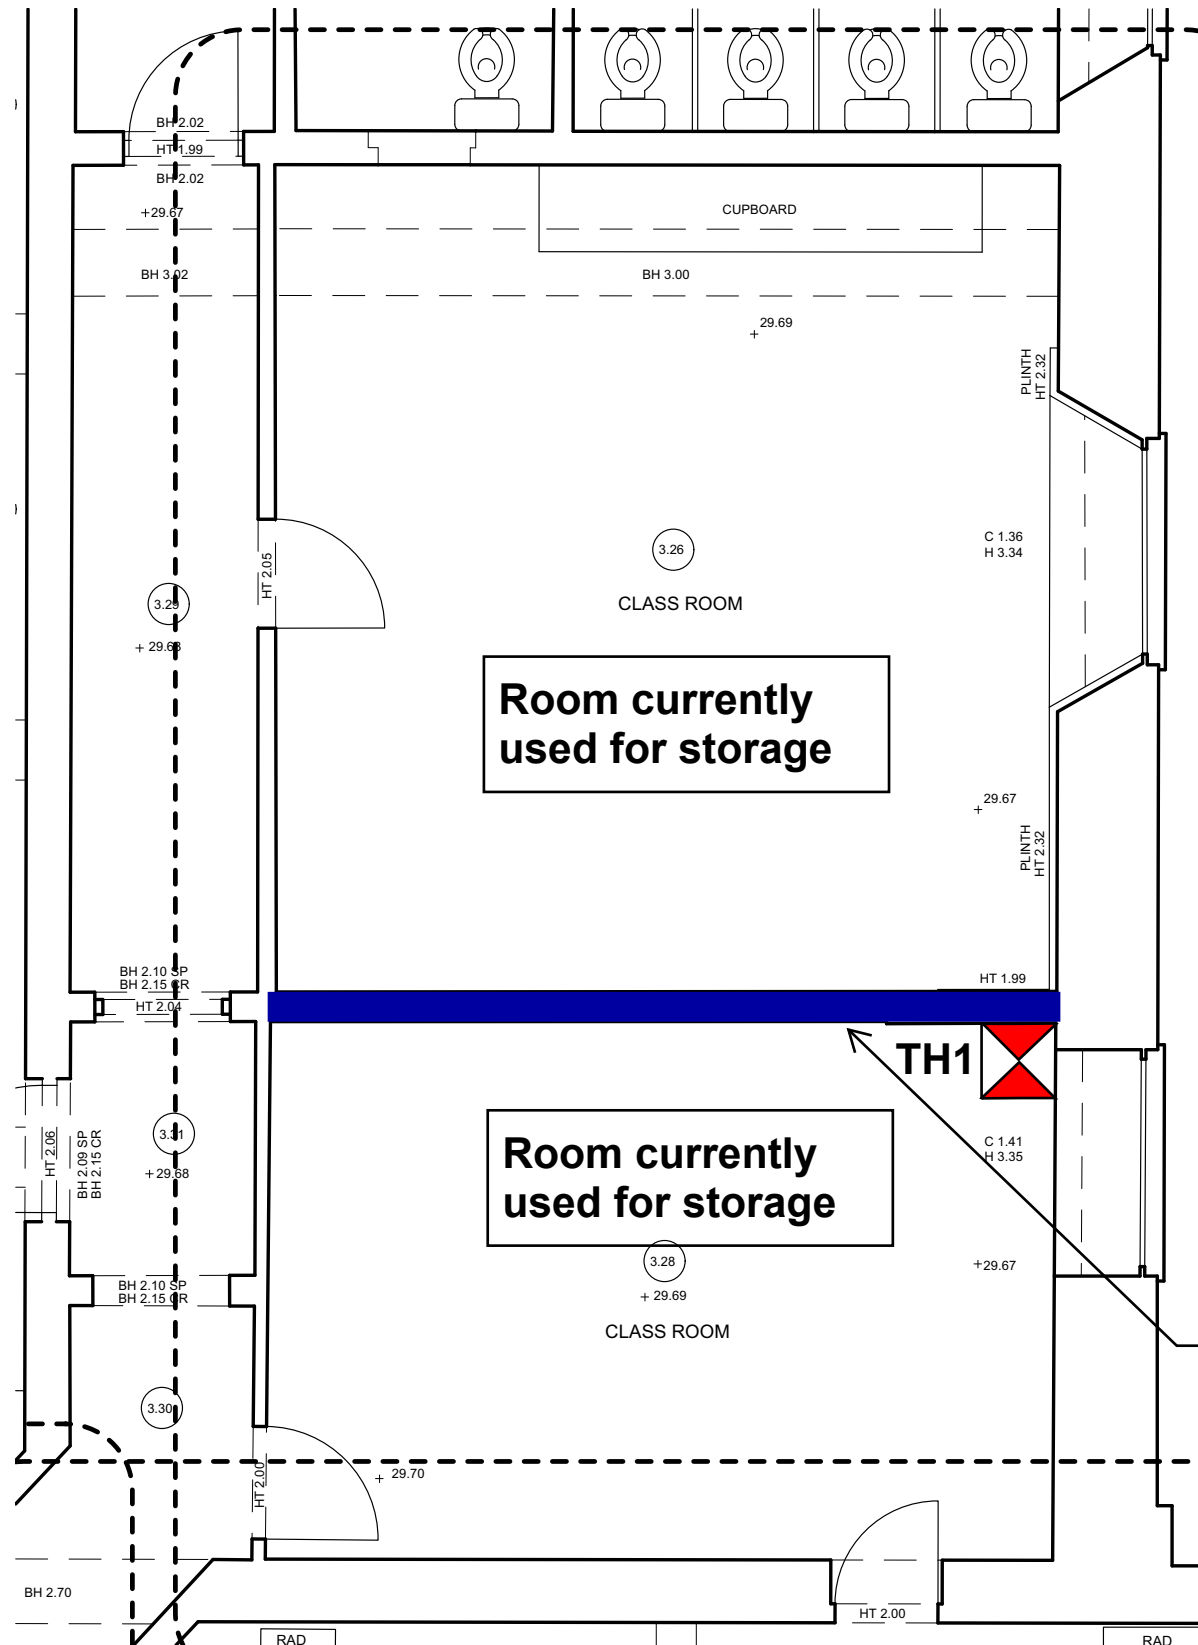 BH 2.02
HT 1.99
BH 2.02
+29.67
CUPBOARD
BH 3.02
BH 3.00
29.69
PLINTH
HT 2.32
C 1.36
H 3.34
3.26
HT 2.05
CLASS ROOM
3.29
Room currently
used for storage
29.67
PLINTH
HT 2.32
BH 2.10 SP
BH 2.15 CR
HT 2.04
HT 1.99
TH1
HT 2.06
BH 2.09 SP
BH 2.15 CR
3.31
+29.68
C 1.41
H 3.35
Room currently
used for storage
3.28
+29.67
BH 2.10 SP
BH 2.15 CR
+ 29.69
CLASS ROOM
3.30
HT 2.00
+ 29.70
BH 2.70
HT 2.00
RAD
RAD